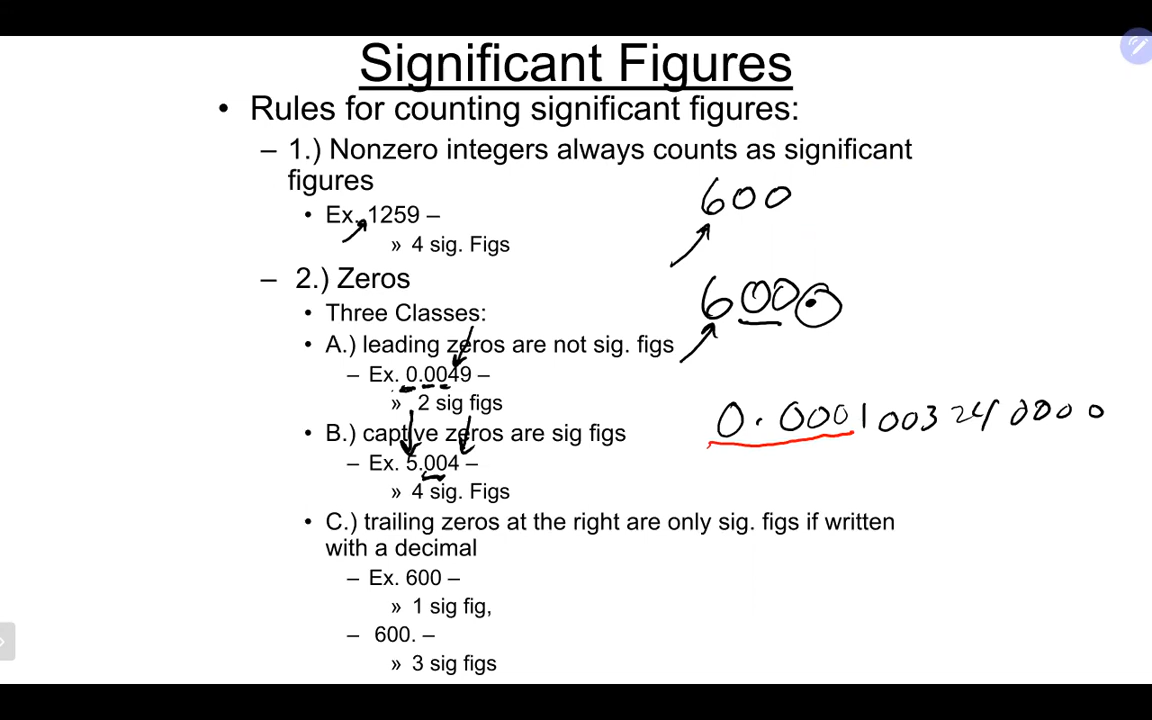 Significant Figures
• Rules for counting significant figures:
– 1.) Nonzero integers always counts as significant
figures
600
• Ex. 1259 –
» 4 sig. Figs
– 2.) Zeros
• Three Classes:
• A.) leading zeros are not sig. figs
– Ex. 0.0049 –
» 2 sig figs
0.00010032400000
• B.) captive zeros are sig figs
– Ex. 5.004 –
» 4 sig. Figs
• C.) trailing zeros at the right are only sig. figs if written
with a decimal
– Ex. 600 –
» 1 sig fig,
– 600. –
» 3 sig figs